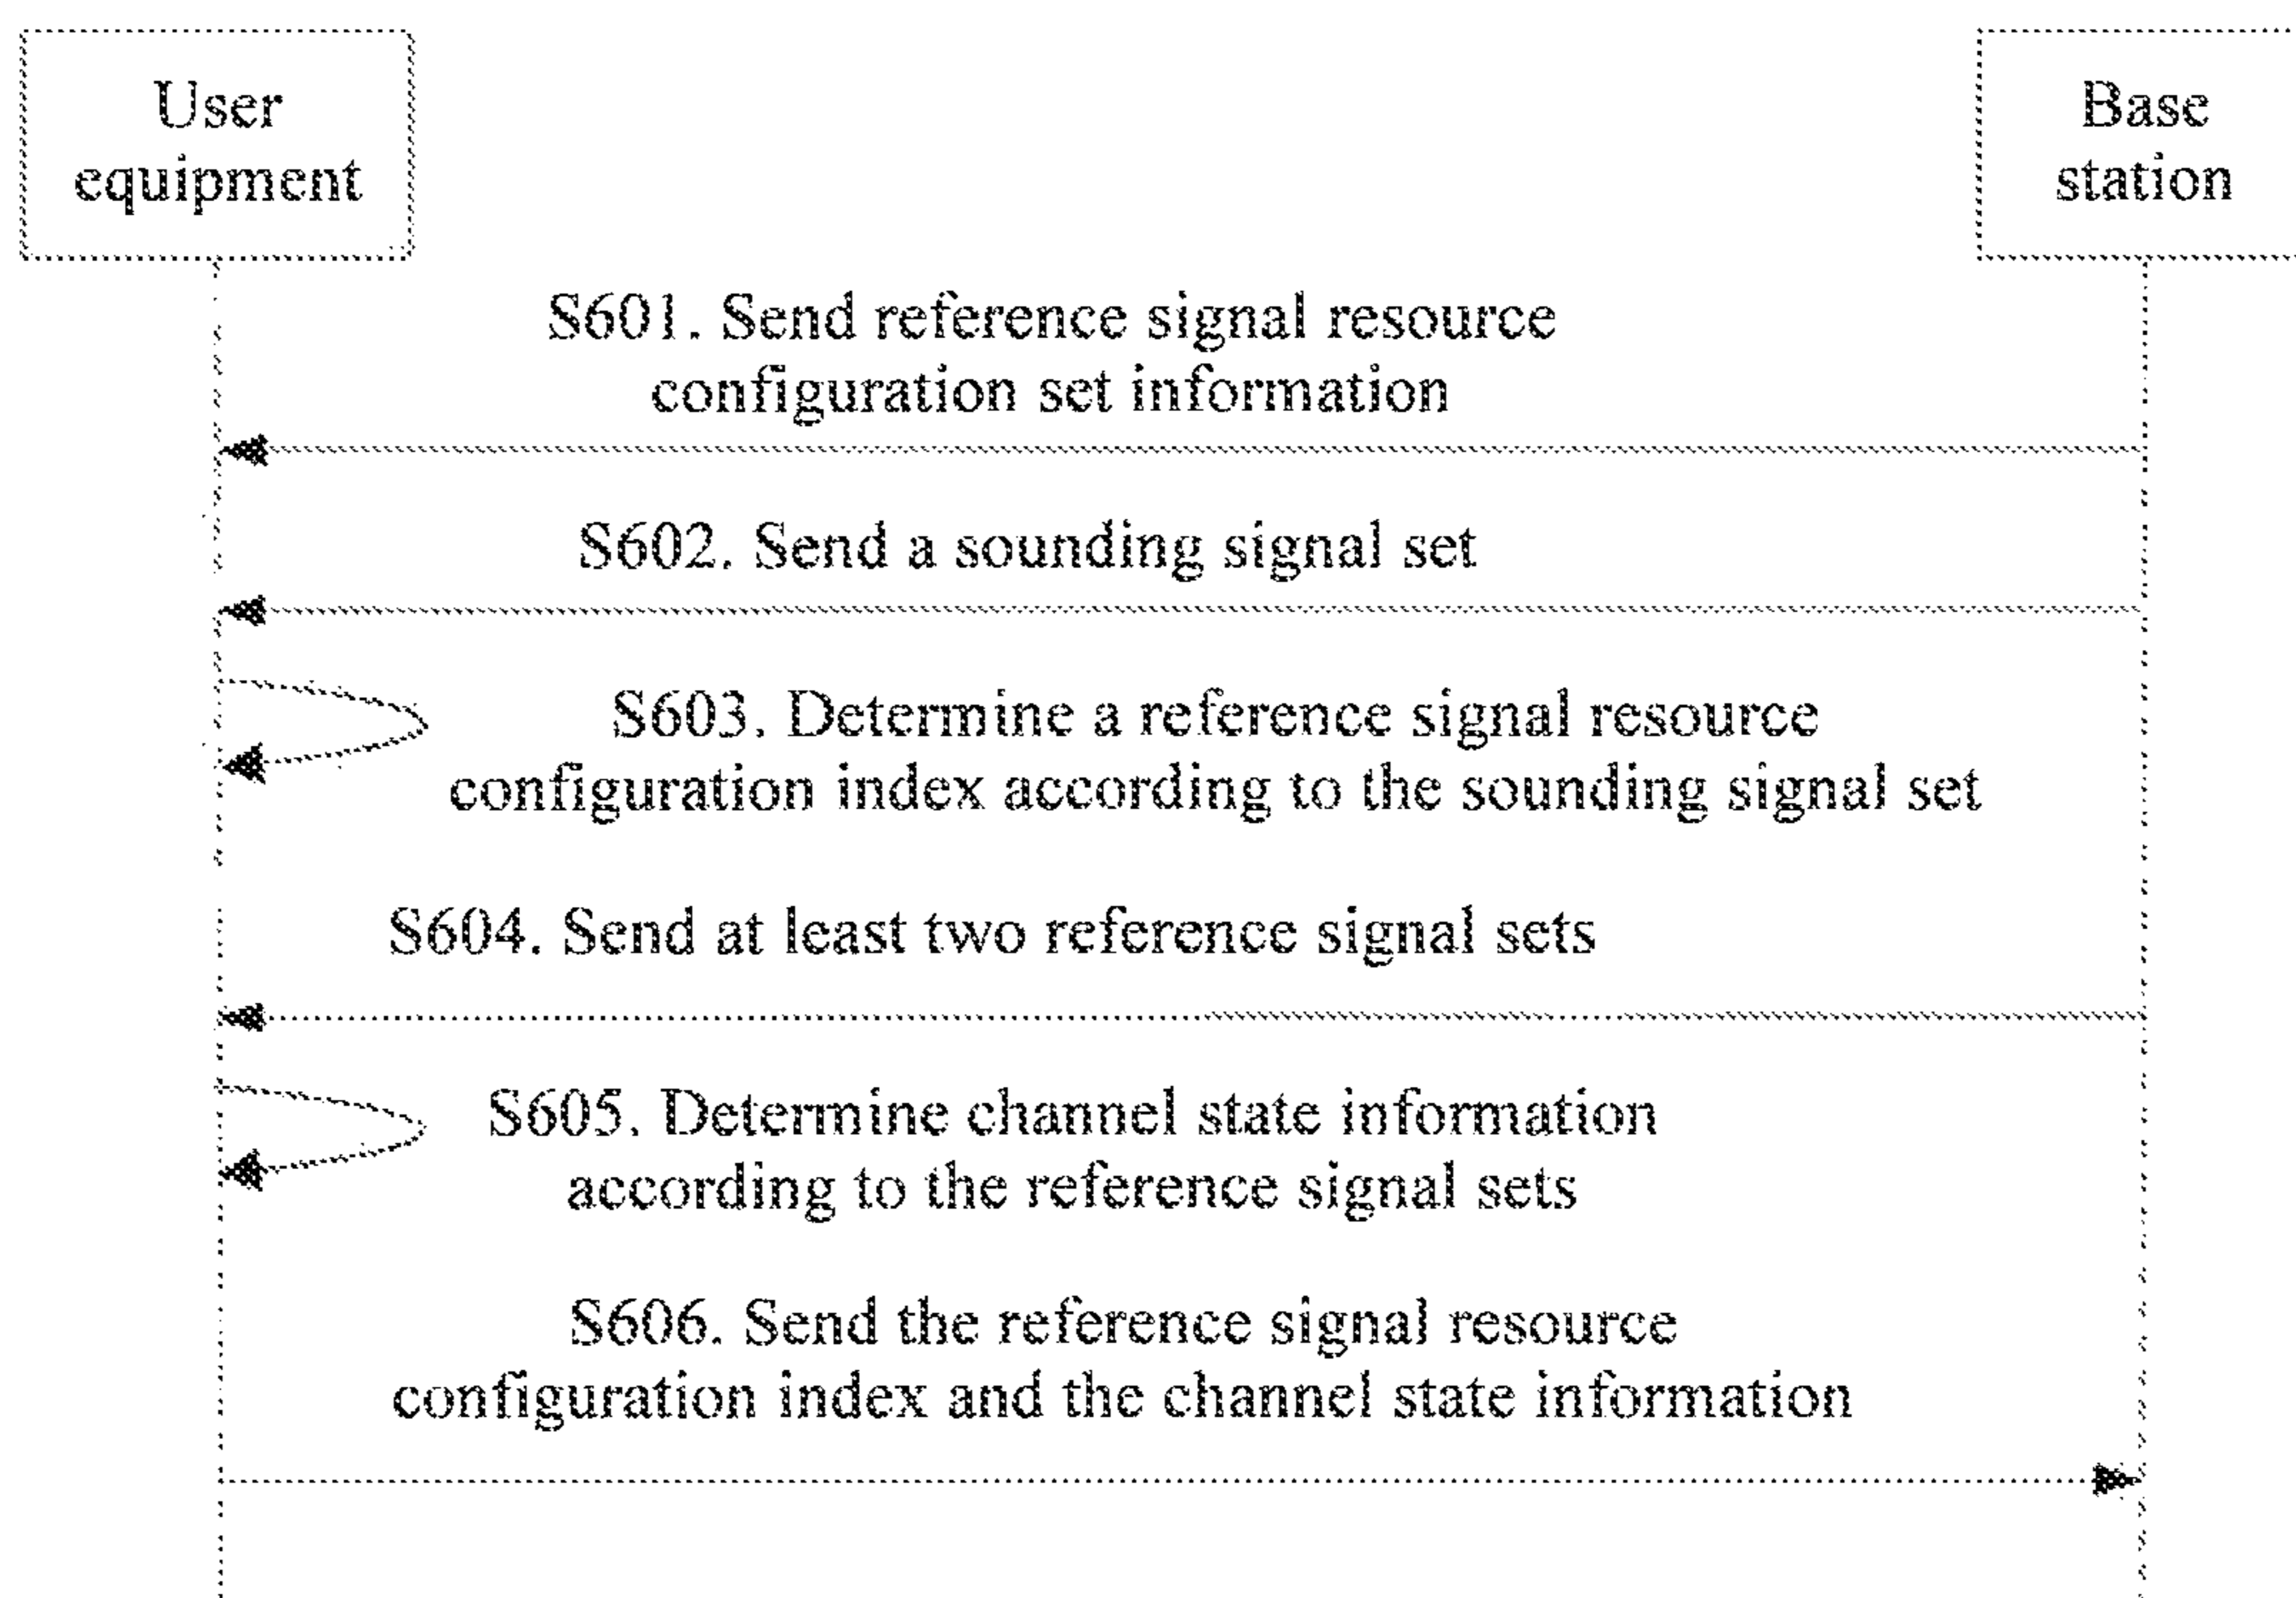 User
equipment
Base
station
S601. Send reference signal resource
configuration set information
S602. Send a sounding signal set
S603. Determine a reference signal resource
configuration index according to the sounding signal set
S604. Send at least two reference signal sets
S605. Determine channel state information
according to the reference signal sets
S606. Send the reference signal resource
configuration index and the channel state information